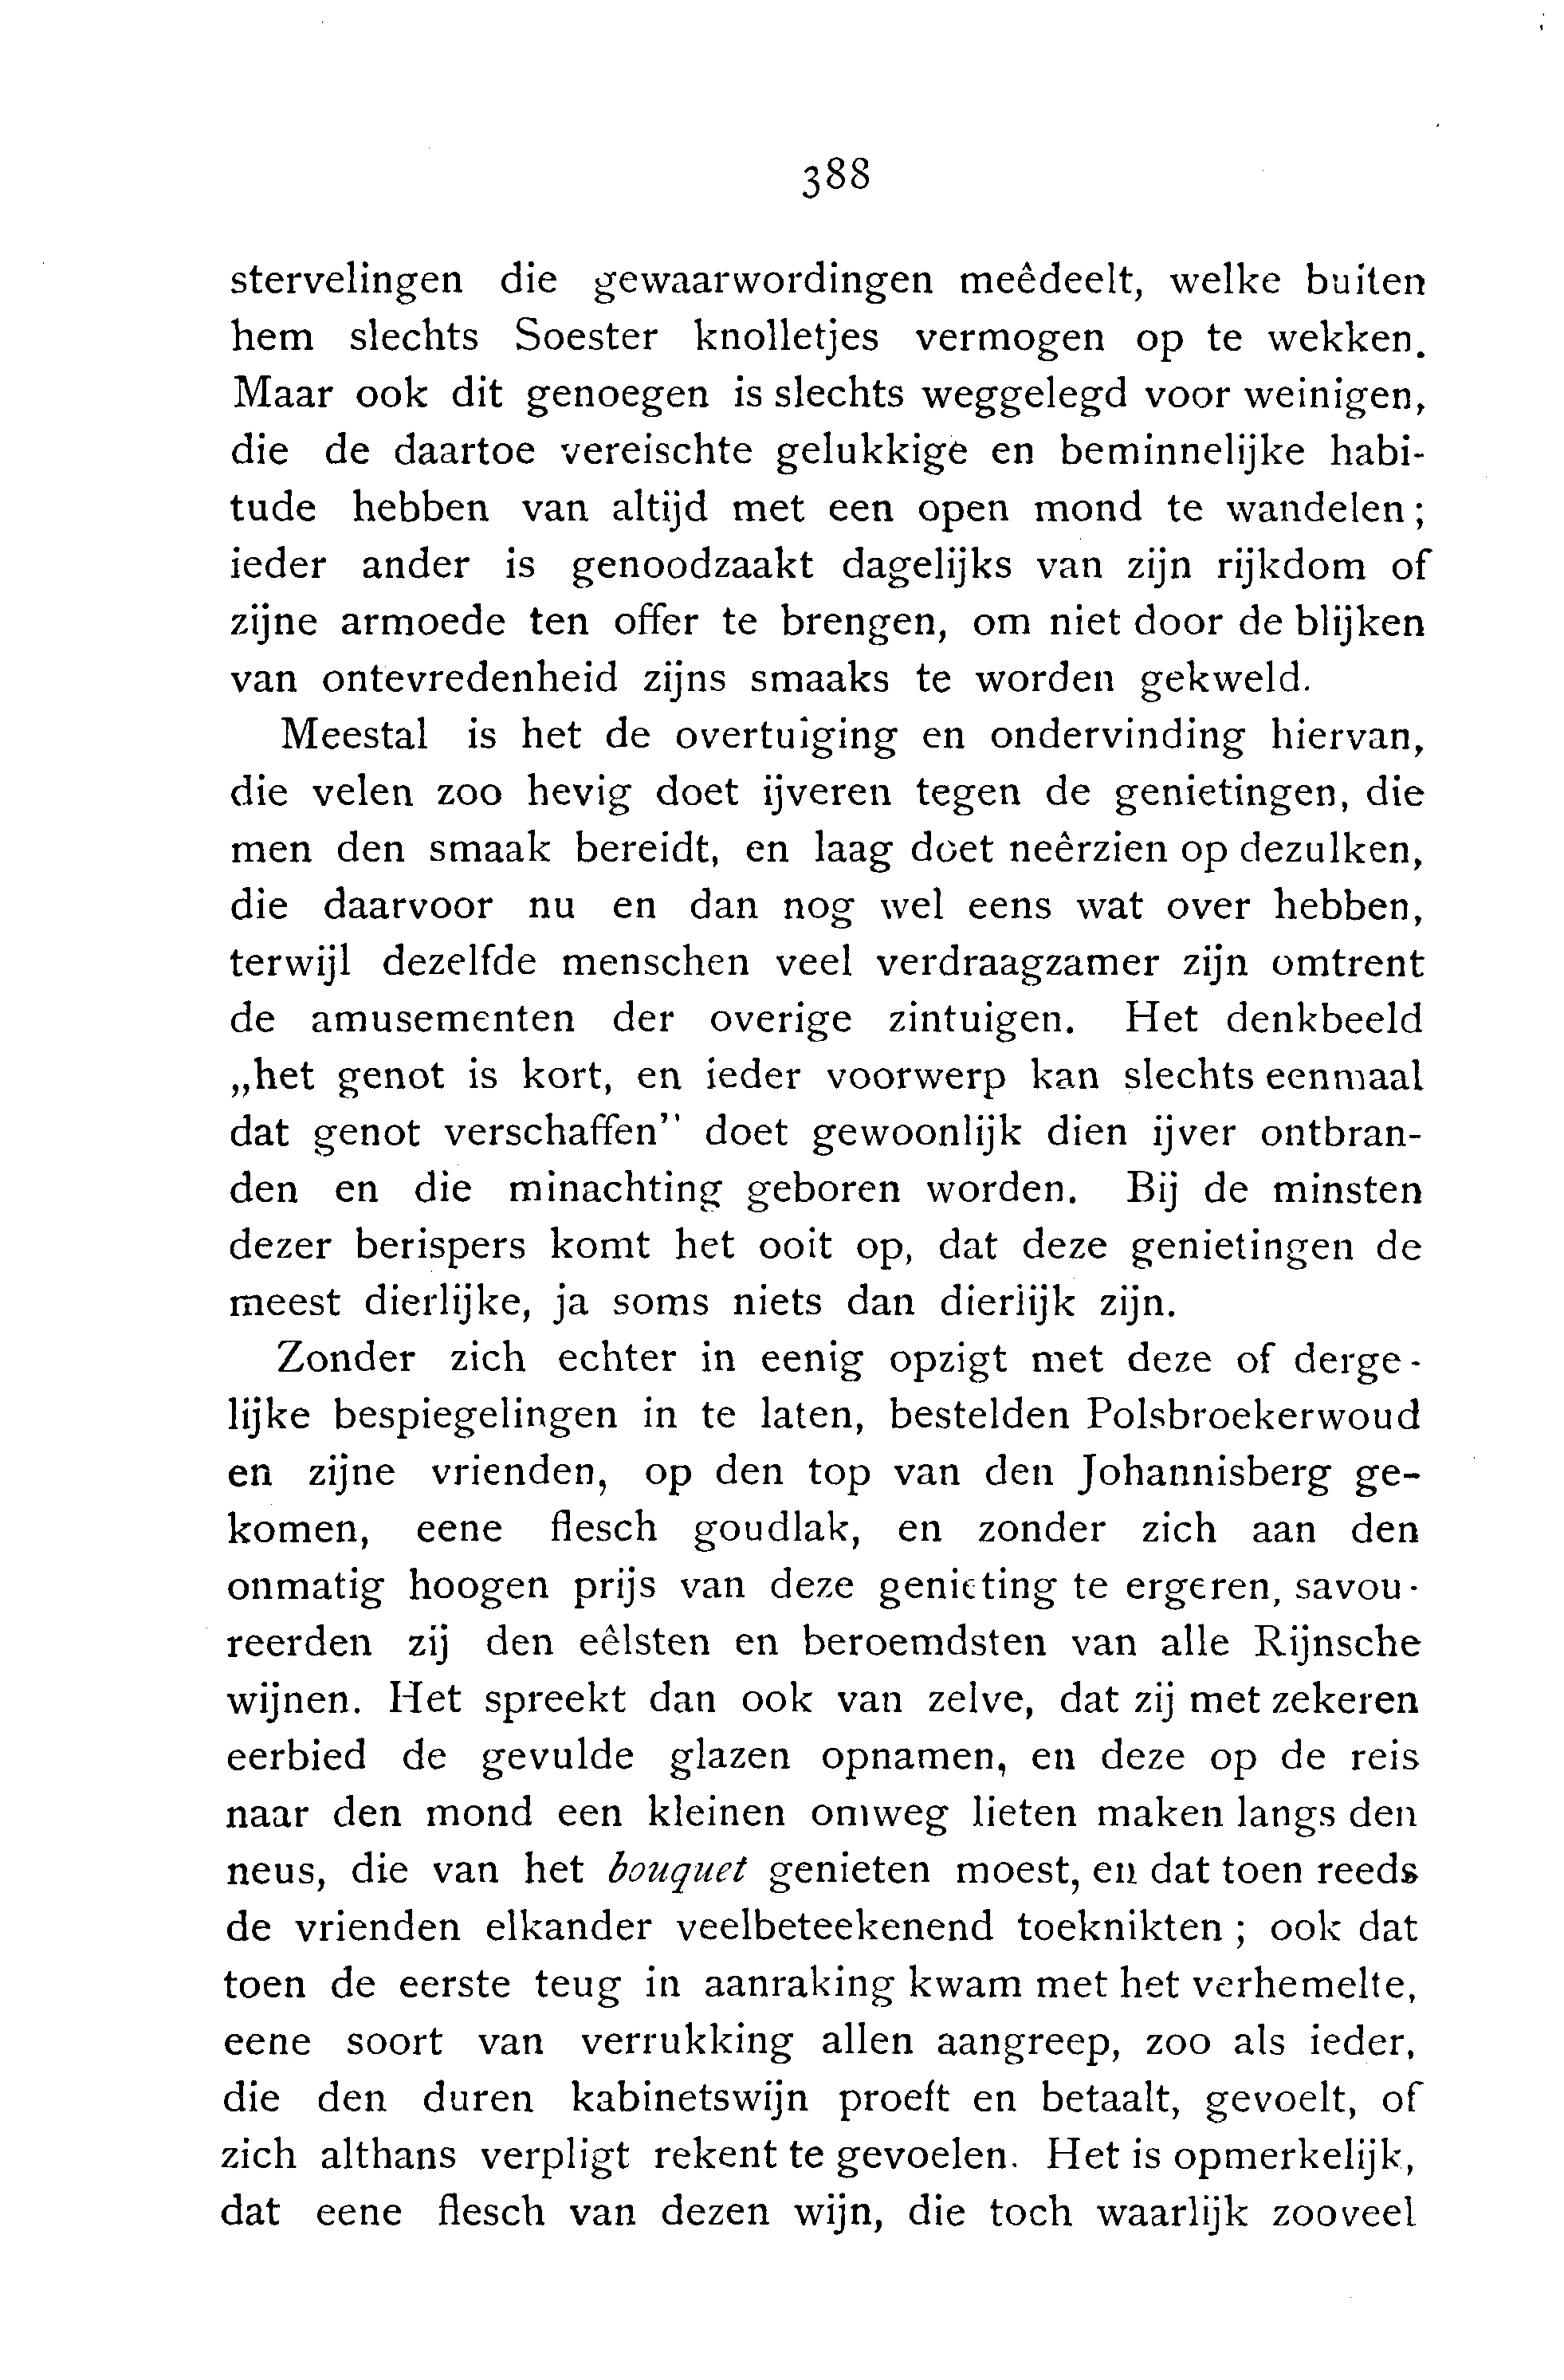 388
stervelingen die gewaarwordingen meêdeelt, welke buiten
hem slechts Soester knolletjes vermogen op te wekken.
Maar ook dit genoegen is slechts weggelegd voor weinigen,
die de daartoe vereischte gelukkige en beminnelijke habi-
tude hebben van altijd met een open mond te wandelen;
ieder ander is genoodzaakt dagelijks van zijn rijkdom of
zijne armoede ten offer te brengen, om niet door de blijken
van ontevredenheid zijns smaaks te worden gekweld.
Meestal is het de overtuiging en ondervinding hiervan,
die velen zoo hevig doet ijveren tegen de genietingen, die
men den smaak bereidt, en laag doet neêrzien op dezulken,
die daarvoor nu en dan nog wel eens wat over hebben,
terwijl dezelfde menschen veel verdraagzamer zijn omtrent
de amusementen der overige zintuigen. Het denkbeeld
„het genot is kort, en ieder voorwerp kan slechts eenmaal
dat genot verschaffen” doet gewoonlijk dien ijver ontbran-
den en die minachting geboren worden. Bij de minsten
dezer berispers komt het ooit op, dat deze genietingen de
meest dierlijke, ja soms niets dan dierlijk zijn.
Zonder zich echter in eenig opzigt met deze of derge-
lijke bespiegelingen in te laten, bestelden Polsbroekerwoud
en zijne vrienden, op den top van den Johannisberg ge-
komen, eene flesch goudlak, en zonder zich aan den
onmatig hoogen prijs van deze genieting te ergeren, savou-
reerden zij den eêlsten en beroemdsten van alle Rijnsche
wijnen. Het spreekt dan ook van zelve, dat zij met zekeren
eerbied de gevulde glazen opnamen, en deze op de reis
naar den mond een kleinen omweg lieten maken langs den
neus, die van het bouquet genieten moest, en dat toen reeds
de vrienden elkander veelbeteekenend toeknikten; ook dat
toen de eerste teug in aanraking kwam met het verhemelte,
eene soort van verrukking allen aangreep, zoo als ieder,
die den duren kabinetswijn proeft en betaalt, gevoelt, of
zich althans verpligt rekent te gevoelen. Het is opmerkelijk,
dat eene flesch van dezen wijn, die toch waarlijk zooveel